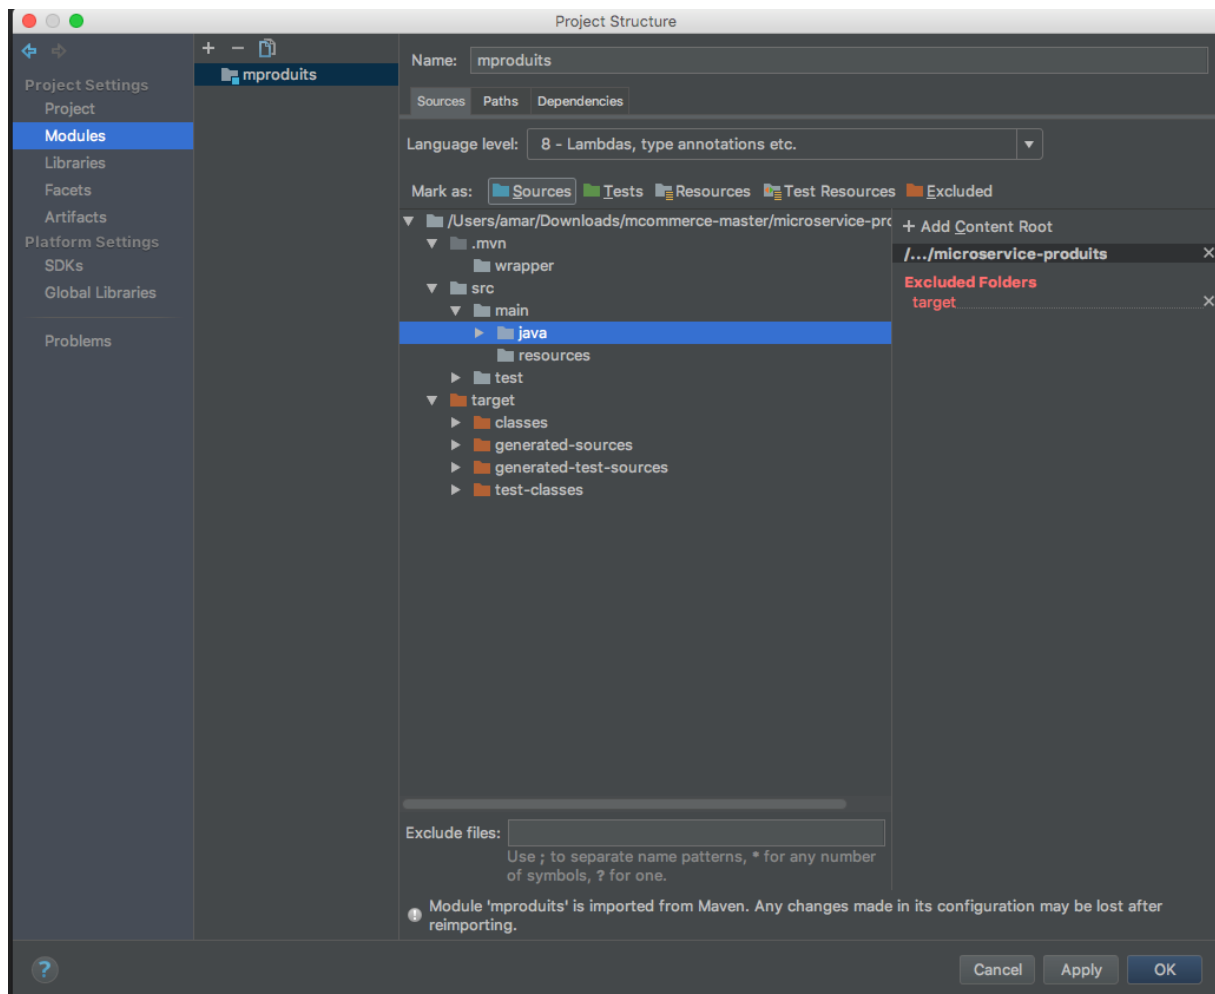 Project Structure
Project Settings
Project
Modules
Libraries
Facets
Artifacts
Platform Settings
SDKs
Global Libraries
Problems
mproduits
Name: mproduits
Sources Paths Dependencies
Language level: 8 - Lambdas, type annotations etc.
Mark as: Sources Tests Resources Test Resources Excluded
/Users/amar/Downloads/mcommerce-master/microservice-pro
.mvn
wrapper
src
main
java
resources
test
target
classes
generated-sources
generated-test-sources
test-classes
+ Add Content Root
/.../microservice-produits
Excluded Folders
target
Exclude files:
Use ; to separate name patterns, * for any number
of symbols, ? for one.
Module 'mproduits' is imported from Maven. Any changes made in its configuration may be lost after
reimporting.
? Cancel Apply OK